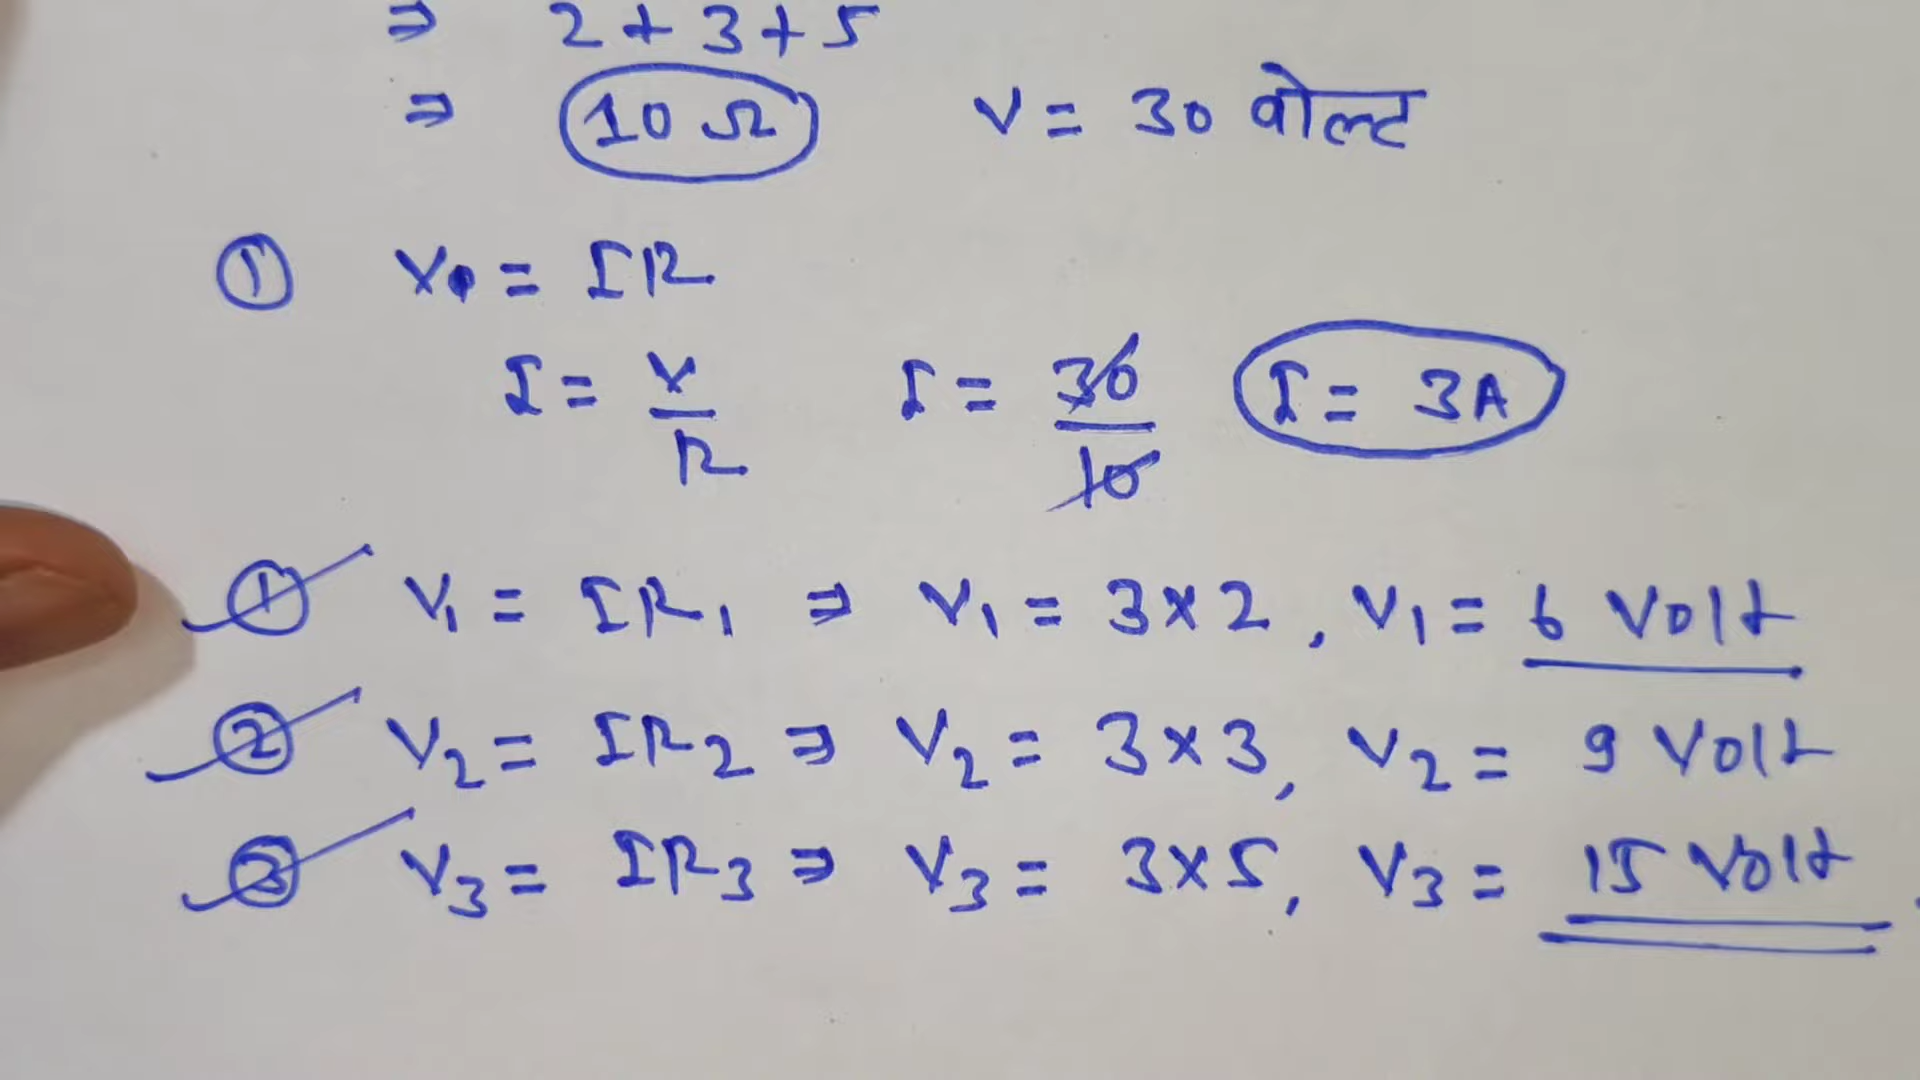 ⇒ 2 + 3 + 5
⇒ 10 Ω V = 30 वोल्ट
① V = IR
I = V/R I = 30/10 I = 3A
① V₁ = IR₁ ⇒ V₁ = 3×2, V₁ = 6 Volt
② V₂ = IR₂ ⇒ V₂ = 3×3, V₂ = 9 Volt
③ V₃ = IR₃ ⇒ V₃ = 3×5, V₃ = 15 Volt